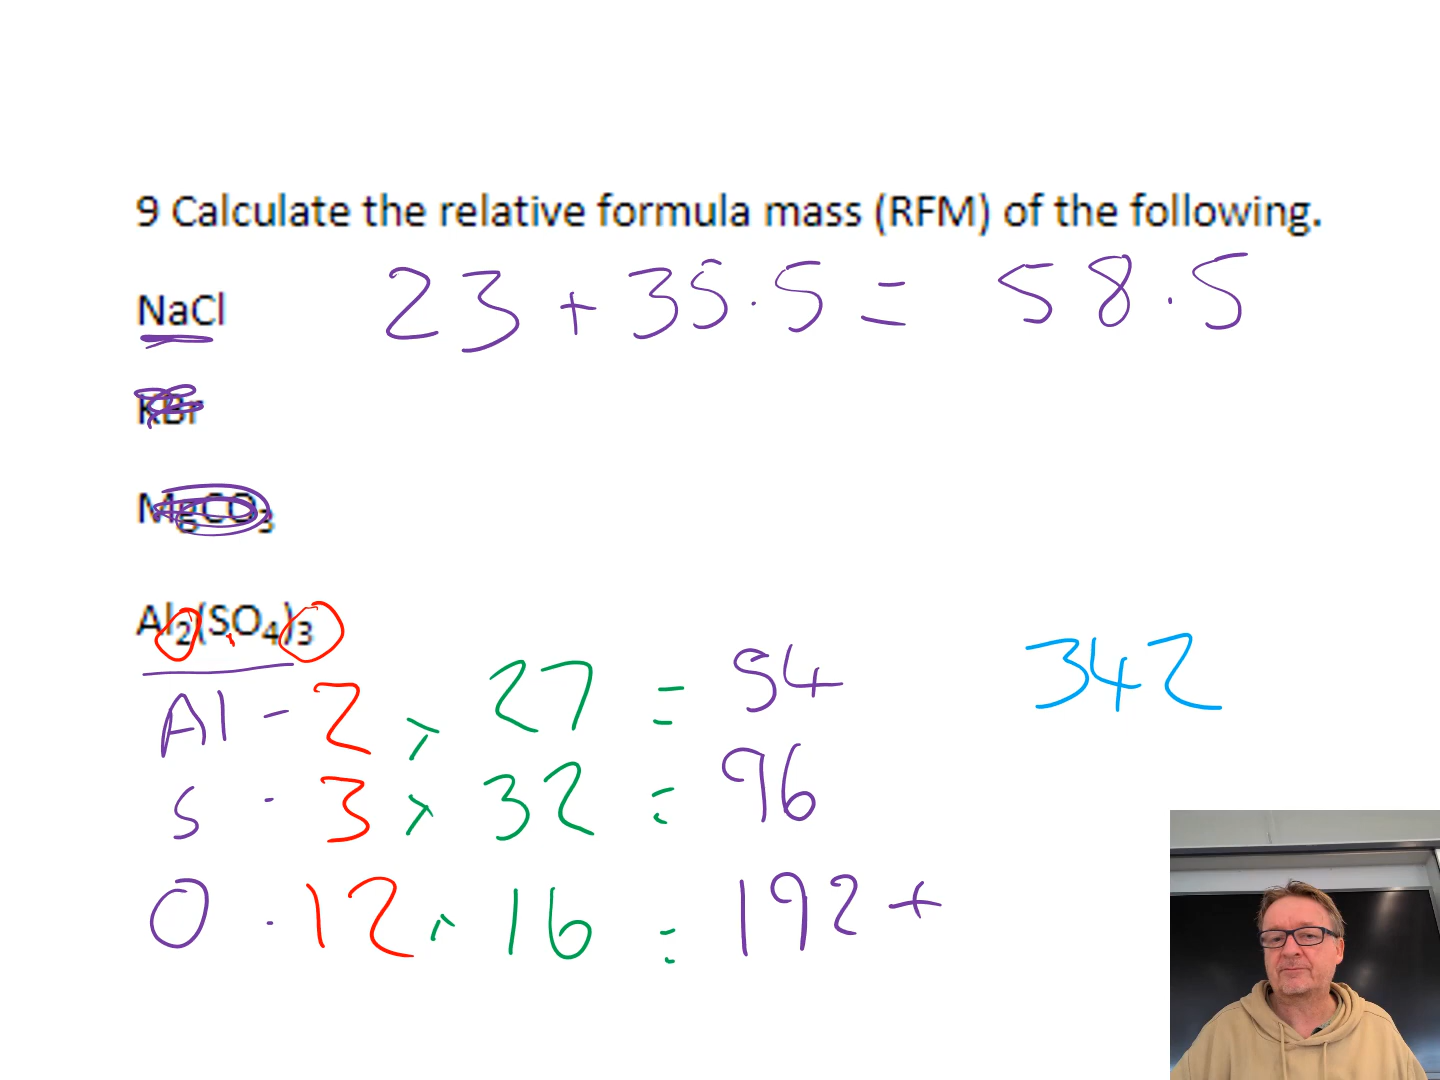 9 Calculate the relative formula mass (RFM) of the following.
NaCl 23 + 35.5 = 58.5
KBr
MgCO₃
Al₂(SO₄)₃
Al - 2 × 27 = 54 342
S - 3 × 32 = 96
O - 12 × 16 = 192 +